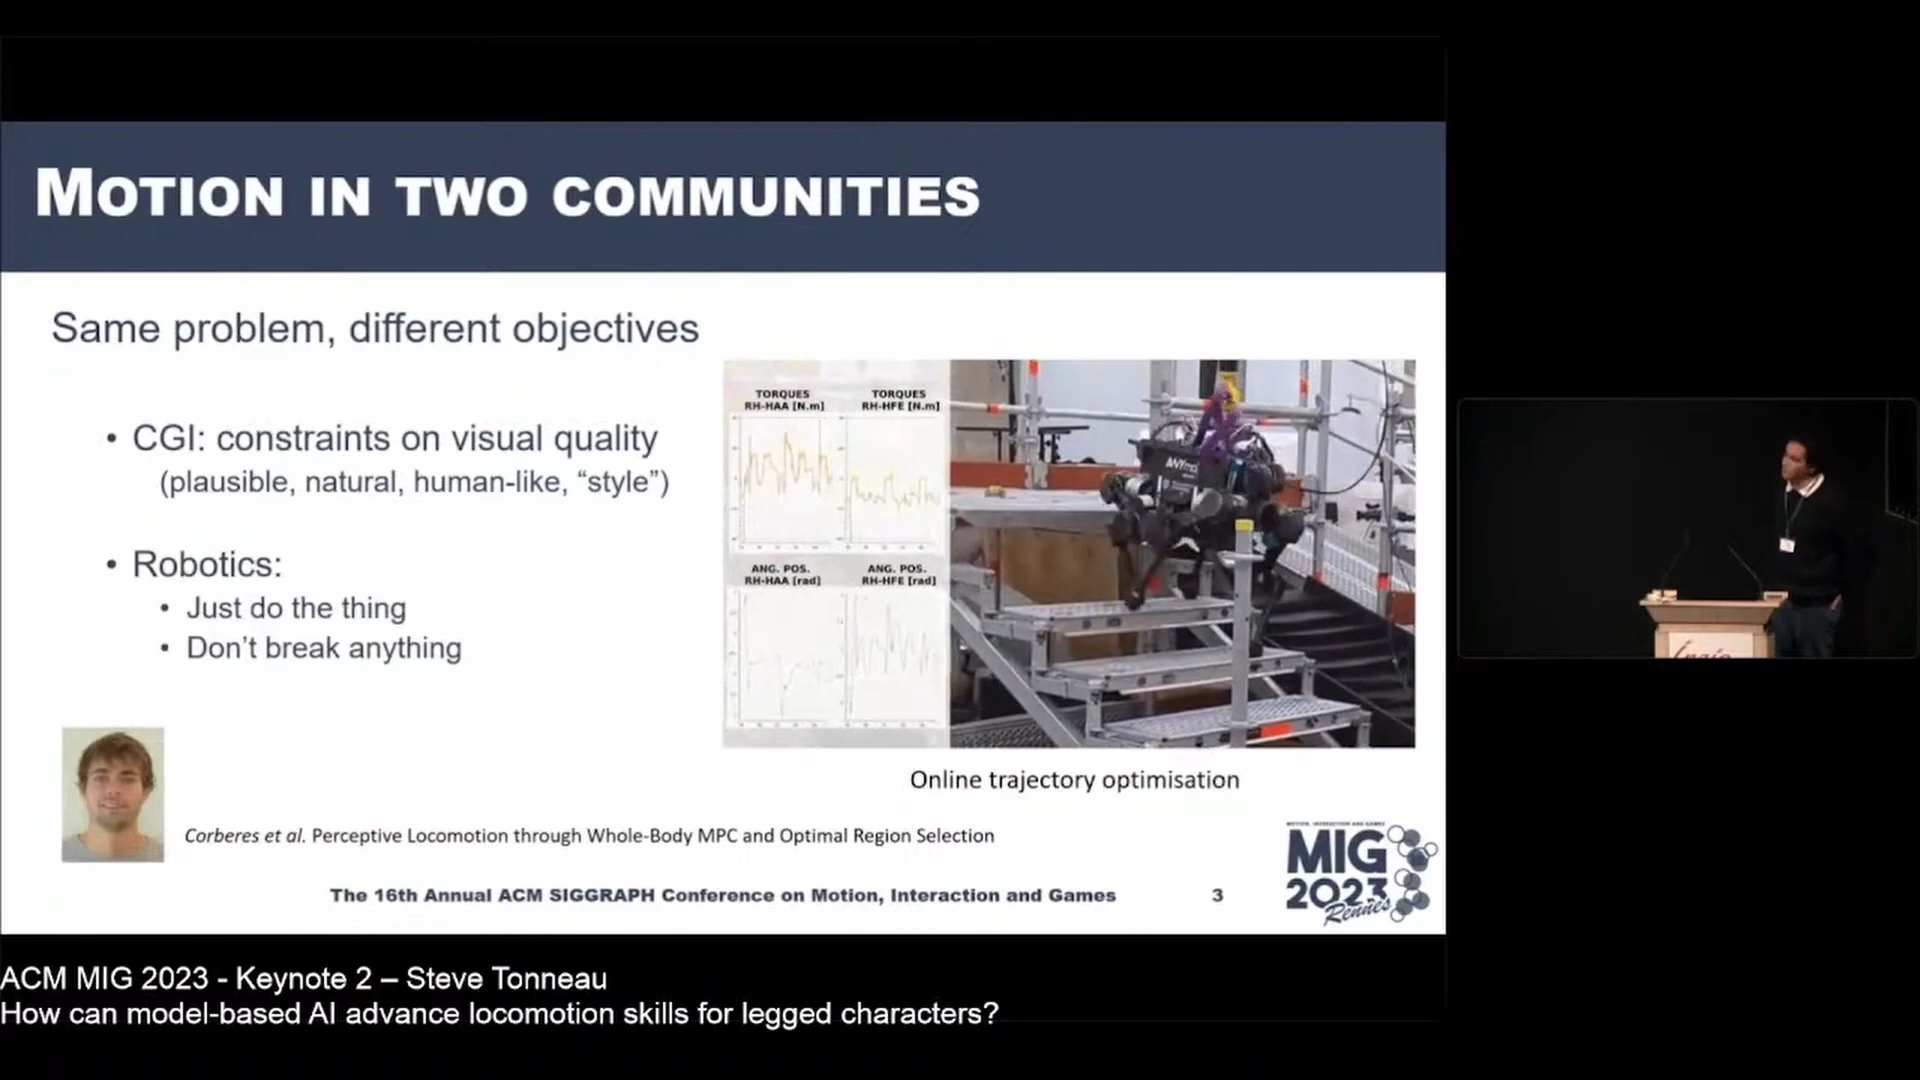 MOTION IN TWO COMMUNITIES
Same problem, different objectives
• CGI: constraints on visual quality
(plausible, natural, human-like, “style”)
• Robotics:
• Just do the thing
• Don’t break anything
TORQUES
RH-HAA [N.m]
TORQUES
RH-HFE [N.m]
ANG. POS.
RH-HAA [rad]
ANG. POS.
RH-HFE [rad]
Online trajectory optimisation
Corberes et al. Perceptive Locomotion through Whole-Body MPC and Optimal Region Selection
The 16th Annual ACM SIGGRAPH Conference on Motion, Interaction and Games
3
MOTION, INTERACTION AND GAMES
MIG
2023
Rennes
ACM MIG 2023 - Keynote 2 – Steve Tonneau
How can model-based AI advance locomotion skills for legged characters?